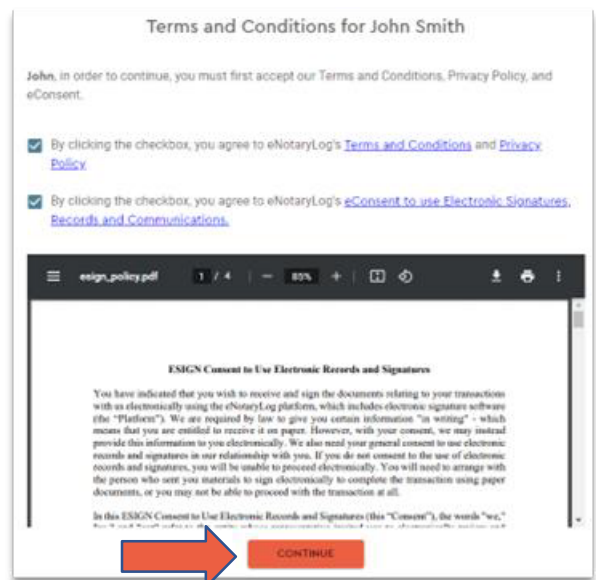 Terms and Conditions for John Smith
John, in order to continue, you must first accept our Terms and Conditions, Privacy Policy, and
eConsent.
By clicking the checkbox, you agree to eNotaryLog's Terms and Conditions and Privacy
Policy
By clicking the checkbox, you agree to eNotaryLog's eConsent to use Electronic Signatures,
Records and Communications.
esign_policy.pdf 1 / 4 | — 85% + |
ESIGN Consent to Use Electronic Records and Signatures
You have indicated that you wish to receive and sign the documents relating to your transactions
with us electronically using the eNotaryLog platform, which includes electronic signature software
(the “Platform”). We are required by law to give you certain information “in writing” - which
means that you are entitled to receive it on paper. However, with your consent, we may instead
provide this information to you electronically. We also need your general consent to use electronic
records and signatures in our relationship with you. If you do not consent to the use of electronic
records and signatures, you will be unable to proceed electronically. You will need to arrange with
the person who sent you materials to sign electronically to complete the transaction using paper
documents, or you may not be able to proceed with the transaction at all.
In this ESIGN Consent to Use Electronic Records and Signatures (this “Consent”), the words “we,”
CONTINUE